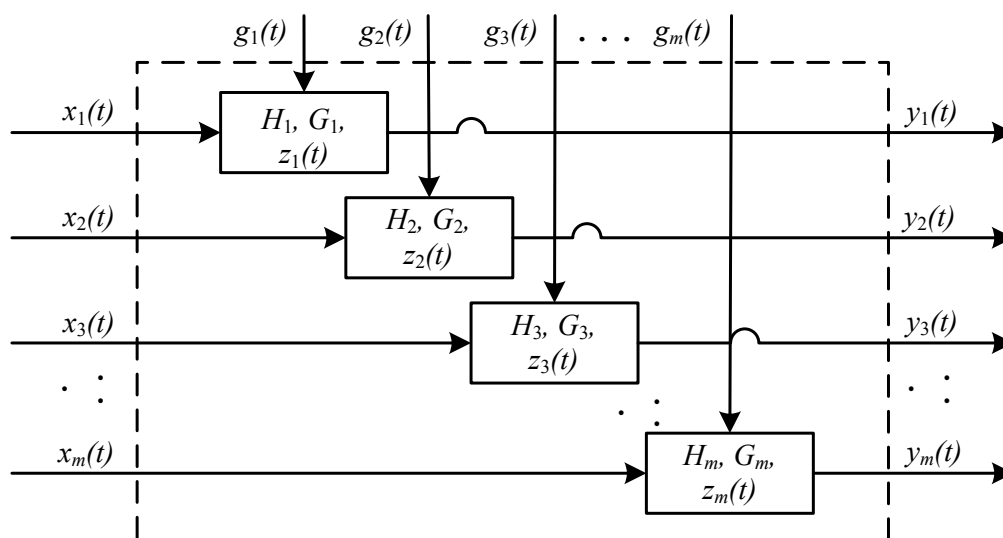 g₁(t) g₂(t) g₃(t) . . . gₘ(t)
x₁(t) H₁, G₁, y₁(t)
z₁(t)
x₂(t) H₂, G₂, y₂(t)
z₂(t)
x₃(t) H₃, G₃, y₃(t)
z₃(t)
xₘ(t) Hₘ, Gₘ, yₘ(t)
zₘ(t)